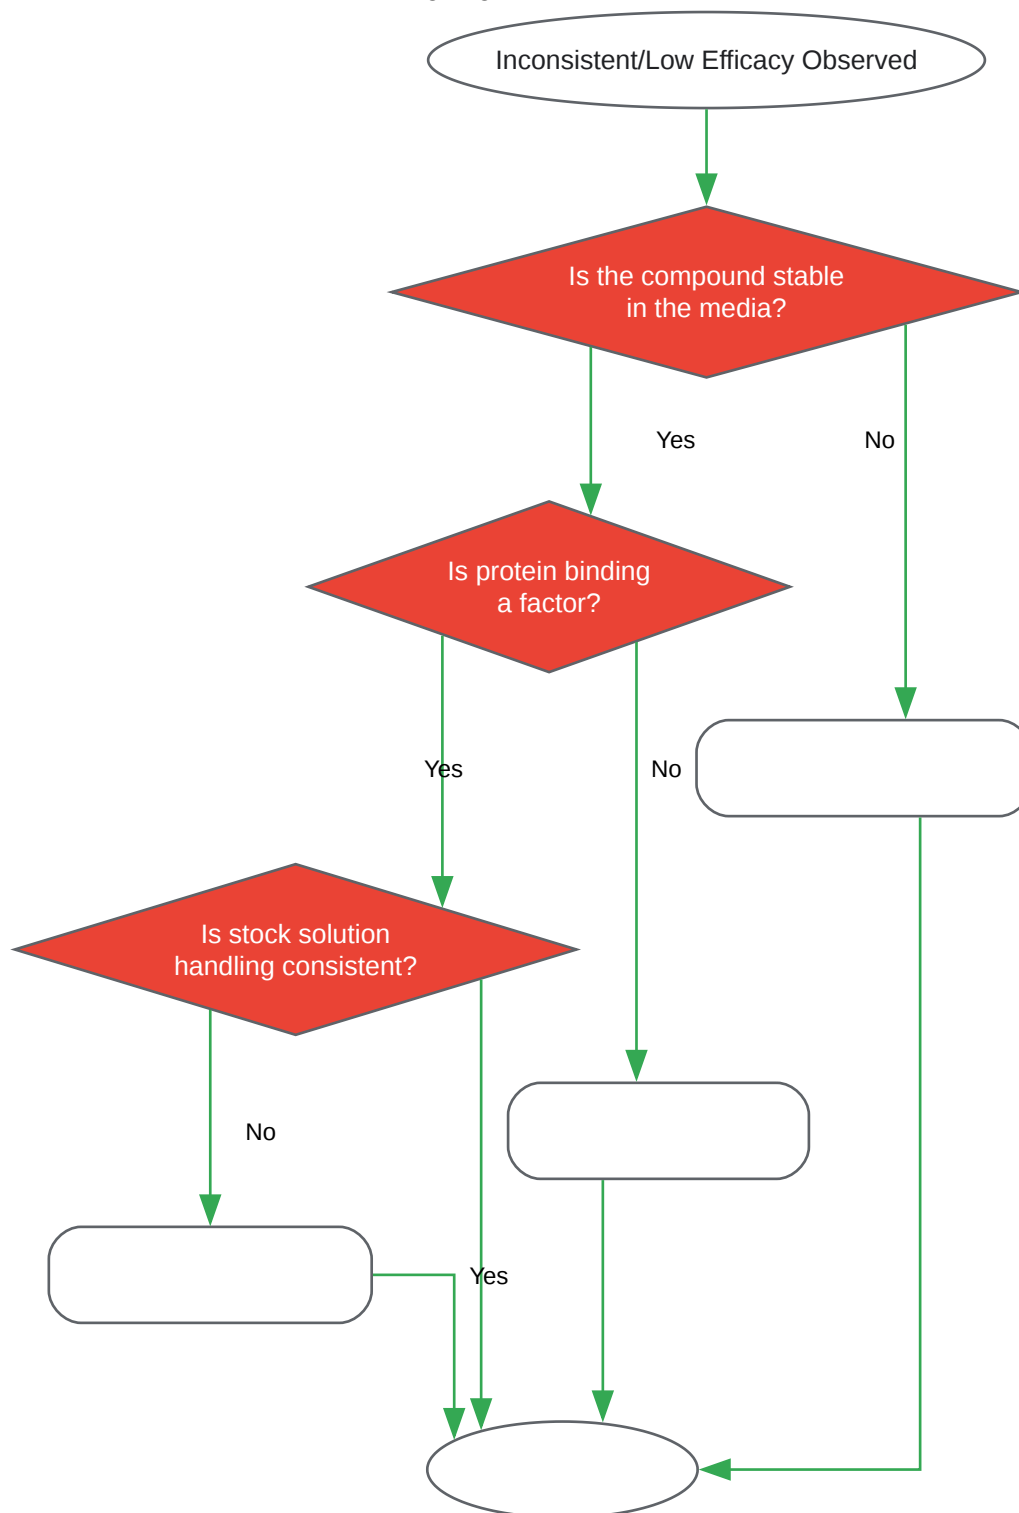 Inconsistent/Low Efficacy Observed
Is the compound stable
in the media?
Yes
No
Is protein binding
a factor?
Yes
No
Is stock solution
handling consistent?
No
Yes